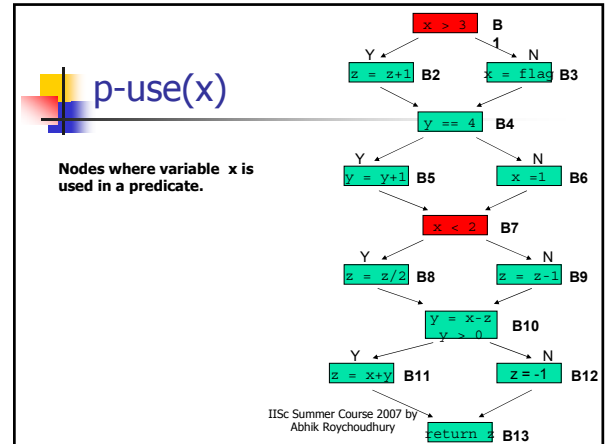 p-use(x)
Nodes where variable x is
used in a predicate.
x > 3 B
1
Y N
z = z+1 B2 x = flag B3
y == 4 B4
Y N
y = y+1 B5 x =1 B6
x < 2 B7
Y N
z = z/2 B8 z = z-1 B9
y = x-z
y > 0 B10
Y N
z = x+y B11 z = -1 B12
IISc Summer Course 2007 by
Abhik Roychoudhury
return z B13